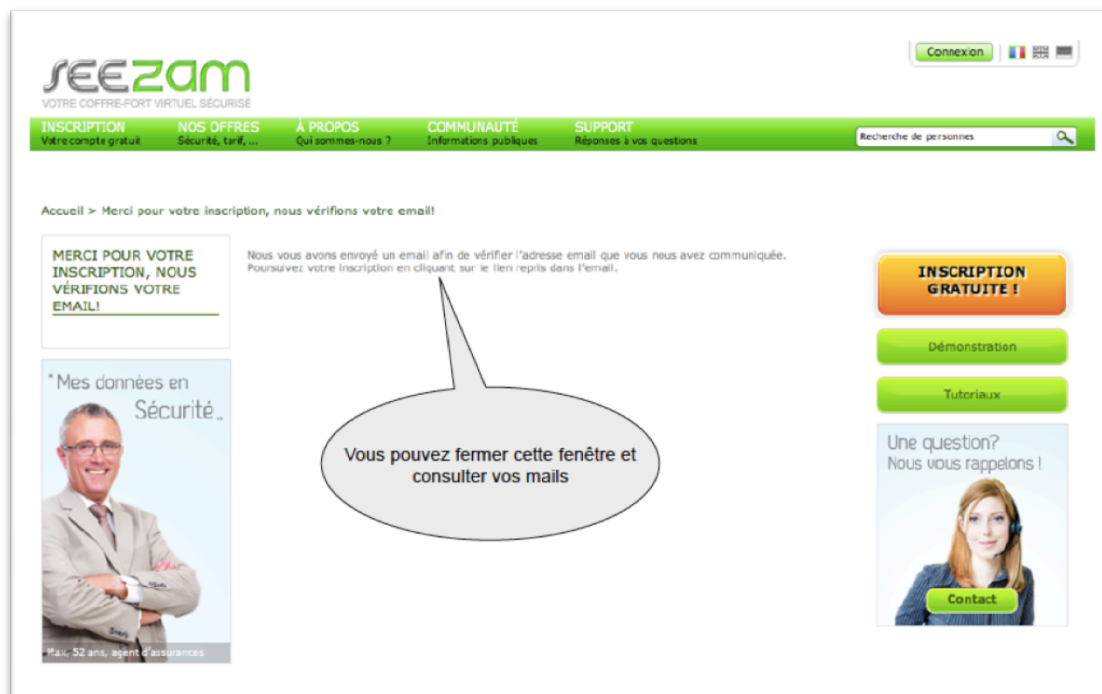 seezam
VOTRE COFFRE-FORT VIRTUEL SÉCURISÉ
Connexion
INSCRIPTION
Votre compte gratuit
NOS OFFRES
Sécurité, tarif, ...
À PROPOS
Qui sommes-nous ?
COMMUNAUTÉ
Informations publiques
SUPPORT
Réponses à vos questions
Recherche de personnes
Accueil > Merci pour votre inscription, nous vérifions votre email!
MERCI POUR VOTRE
INSCRIPTION, NOUS
VÉRIFIONS VOTRE
EMAIL!
Nous vous avons envoyé un email afin de vérifier l'adresse email que vous nous avez communiquée.
Poursuivez votre inscription en cliquant sur le lien repris dans l'email.
INSCRIPTION
GRATUITE !
Démonstration
Tutoriaux
"Mes données en
Sécurité"
Vous pouvez fermer cette fenêtre et
consulter vos mails
Une question?
Nous vous rappelons !
Contact
Max, 52 ans, agent d'assurances